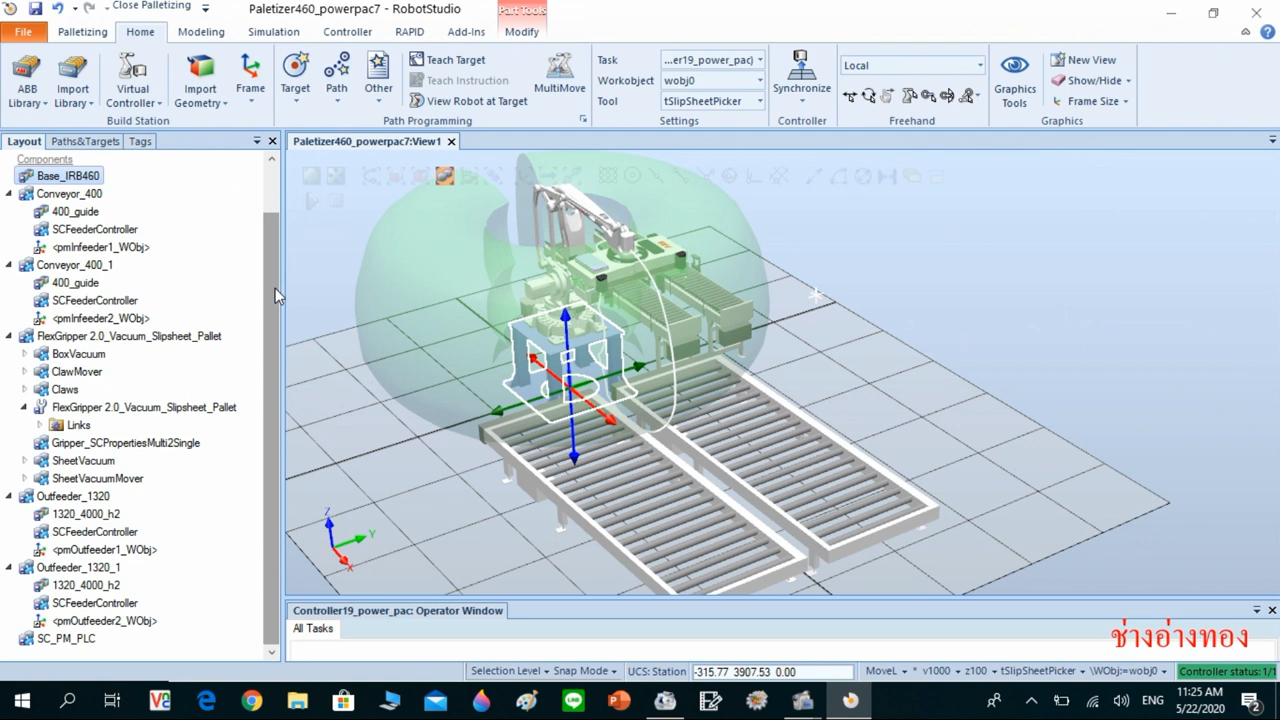 Close Palletizing
Paletizer460_powerpac7 - RobotStudio
Part Tools
File Palletizing Home Modeling Simulation Controller RAPID Add-Ins Modify
ABB Library
Import Library
Virtual Controller
Import Geometry
Frame
Build Station
Target
Path
Other
Teach Target
Teach Instruction
View Robot at Target
MultiMove
Path Programming
Task ...er19_power_pac)
Workobject wobj0
Tool tSlipSheetPicker
Settings
Synchronize
Controller
Local
Freehand
Graphics Tools
New View
Show/Hide
Frame Size
Graphics
Layout Paths&Targets Tags
Paletizer460_powerpac7:View1
Components
Base_IRB460
Conveyor_400
400_guide
SCFeederController
<pmInfeeder1_WObj>
Conveyor_400_1
400_guide
SCFeederController
<pmInfeeder2_WObj>
FlexGripper 2.0_Vacuum_Slipsheet_Pallet
BoxVacuum
ClawMover
Claws
FlexGripper 2.0_Vacuum_Slipsheet_Pallet
Links
Gripper_SCPropertiesMulti2Single
SheetVacuum
SheetVacuumMover
Outfeeder_1320
1320_4000_h2
SCFeederController
<pmOutfeeder1_WObj>
Outfeeder_1320_1
1320_4000_h2
SCFeederController
<pmOutfeeder2_WObj>
SC_PM_PLC
Z
Y
X
Controller19_power_pac: Operator Window
All Tasks
ช่างอ่างทอง
Selection Level Snap Mode UCS: Station -315.77 3907.53 0.00 MoveL * v1000 z100 tSlipSheetPicker \WObj:=wobj0 Controller status: 1/1
ENG
11:25 AM
5/22/2020
2